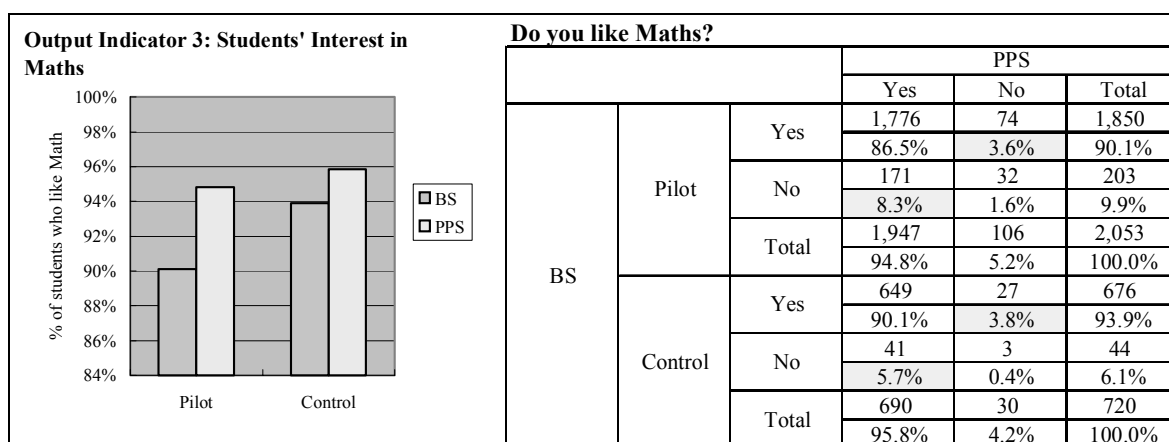 Output Indicator 3: Students' Interest in
Maths
% of students who like Math
100%
98%
96%
94%
92%
90%
88%
86%
84%
Pilot Control
BS
PPS
Do you like Maths?
PPS
Yes No Total
BS Pilot Yes 1,776 74 1,850
86.5% 3.6% 90.1%
No 171 32 203
8.3% 1.6% 9.9%
Total 1,947 106 2,053
94.8% 5.2% 100.0%
Control Yes 649 27 676
90.1% 3.8% 93.9%
No 41 3 44
5.7% 0.4% 6.1%
Total 690 30 720
95.8% 4.2% 100.0%